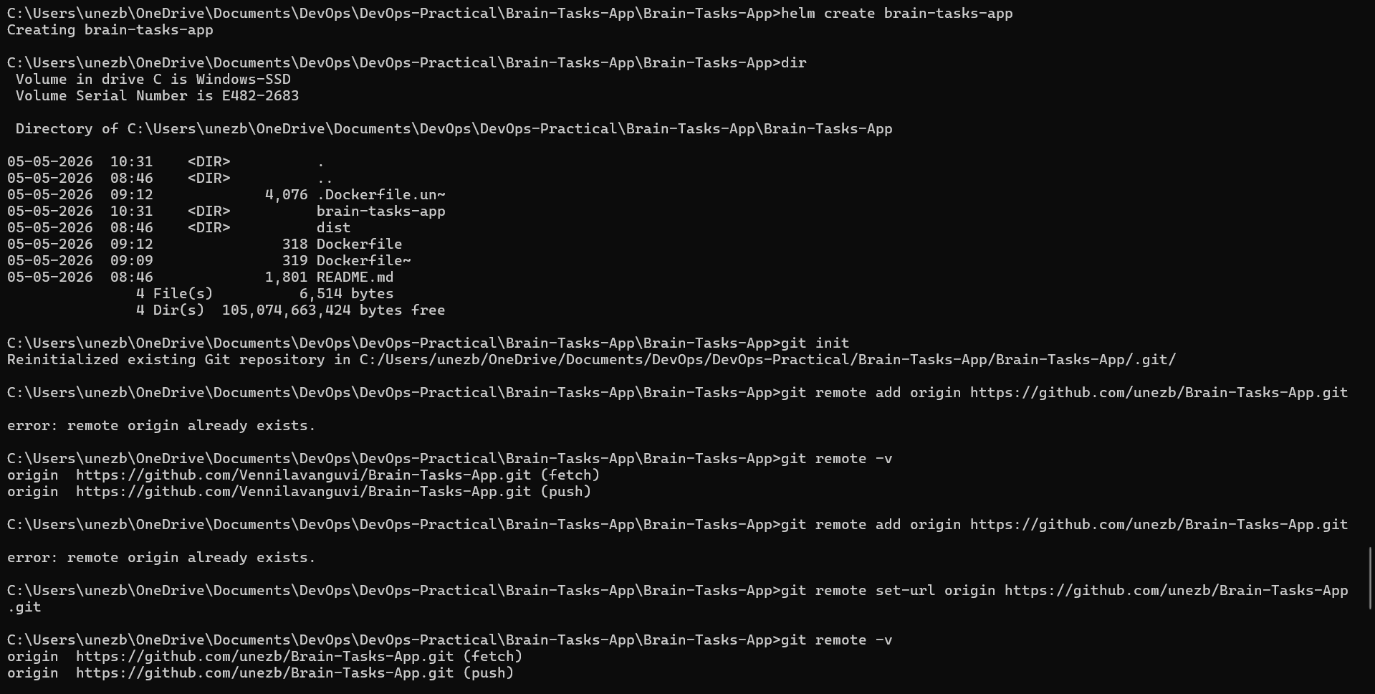 C:\Users\unezb\OneDrive\Documents\DevOps\DevOps-Practical\Brain-Tasks-App\Brain-Tasks-App>helm create brain-tasks-app
Creating brain-tasks-app
C:\Users\unezb\OneDrive\Documents\DevOps\DevOps-Practical\Brain-Tasks-App\Brain-Tasks-App>dir
 Volume in drive C is Windows-SSD
 Volume Serial Number is E482-2683
 Directory of C:\Users\unezb\OneDrive\Documents\DevOps\DevOps-Practical\Brain-Tasks-App\Brain-Tasks-App
05-05-2026  10:31    <DIR>          .
05-05-2026  08:46    <DIR>          ..
05-05-2026  09:12             4,076 .Dockerfile.un~
05-05-2026  10:31    <DIR>          brain-tasks-app
05-05-2026  08:46    <DIR>          dist
05-05-2026  09:12               318 Dockerfile
05-05-2026  09:09               319 Dockerfile~
05-05-2026  08:46             1,801 README.md
               4 File(s)          6,514 bytes
               4 Dir(s)  105,074,663,424 bytes free
C:\Users\unezb\OneDrive\Documents\DevOps\DevOps-Practical\Brain-Tasks-App\Brain-Tasks-App>git init
Reinitialized existing Git repository in C:/Users/unezb/OneDrive/Documents/DevOps/DevOps-Practical/Brain-Tasks-App/Brain-Tasks-App/.git/
C:\Users\unezb\OneDrive\Documents\DevOps\DevOps-Practical\Brain-Tasks-App\Brain-Tasks-App>git remote add origin https://github.com/unezb/Brain-Tasks-App.git
error: remote origin already exists.
C:\Users\unezb\OneDrive\Documents\DevOps\DevOps-Practical\Brain-Tasks-App\Brain-Tasks-App>git remote -v
origin  https://github.com/Vennilavanguvi/Brain-Tasks-App.git (fetch)
origin  https://github.com/Vennilavanguvi/Brain-Tasks-App.git (push)
C:\Users\unezb\OneDrive\Documents\DevOps\DevOps-Practical\Brain-Tasks-App\Brain-Tasks-App>git remote add origin https://github.com/unezb/Brain-Tasks-App.git
error: remote origin already exists.
C:\Users\unezb\OneDrive\Documents\DevOps\DevOps-Practical\Brain-Tasks-App\Brain-Tasks-App>git remote set-url origin https://github.com/unezb/Brain-Tasks-App
.git
C:\Users\unezb\OneDrive\Documents\DevOps\DevOps-Practical\Brain-Tasks-App\Brain-Tasks-App>git remote -v
origin  https://github.com/unezb/Brain-Tasks-App.git (fetch)
origin  https://github.com/unezb/Brain-Tasks-App.git (push)